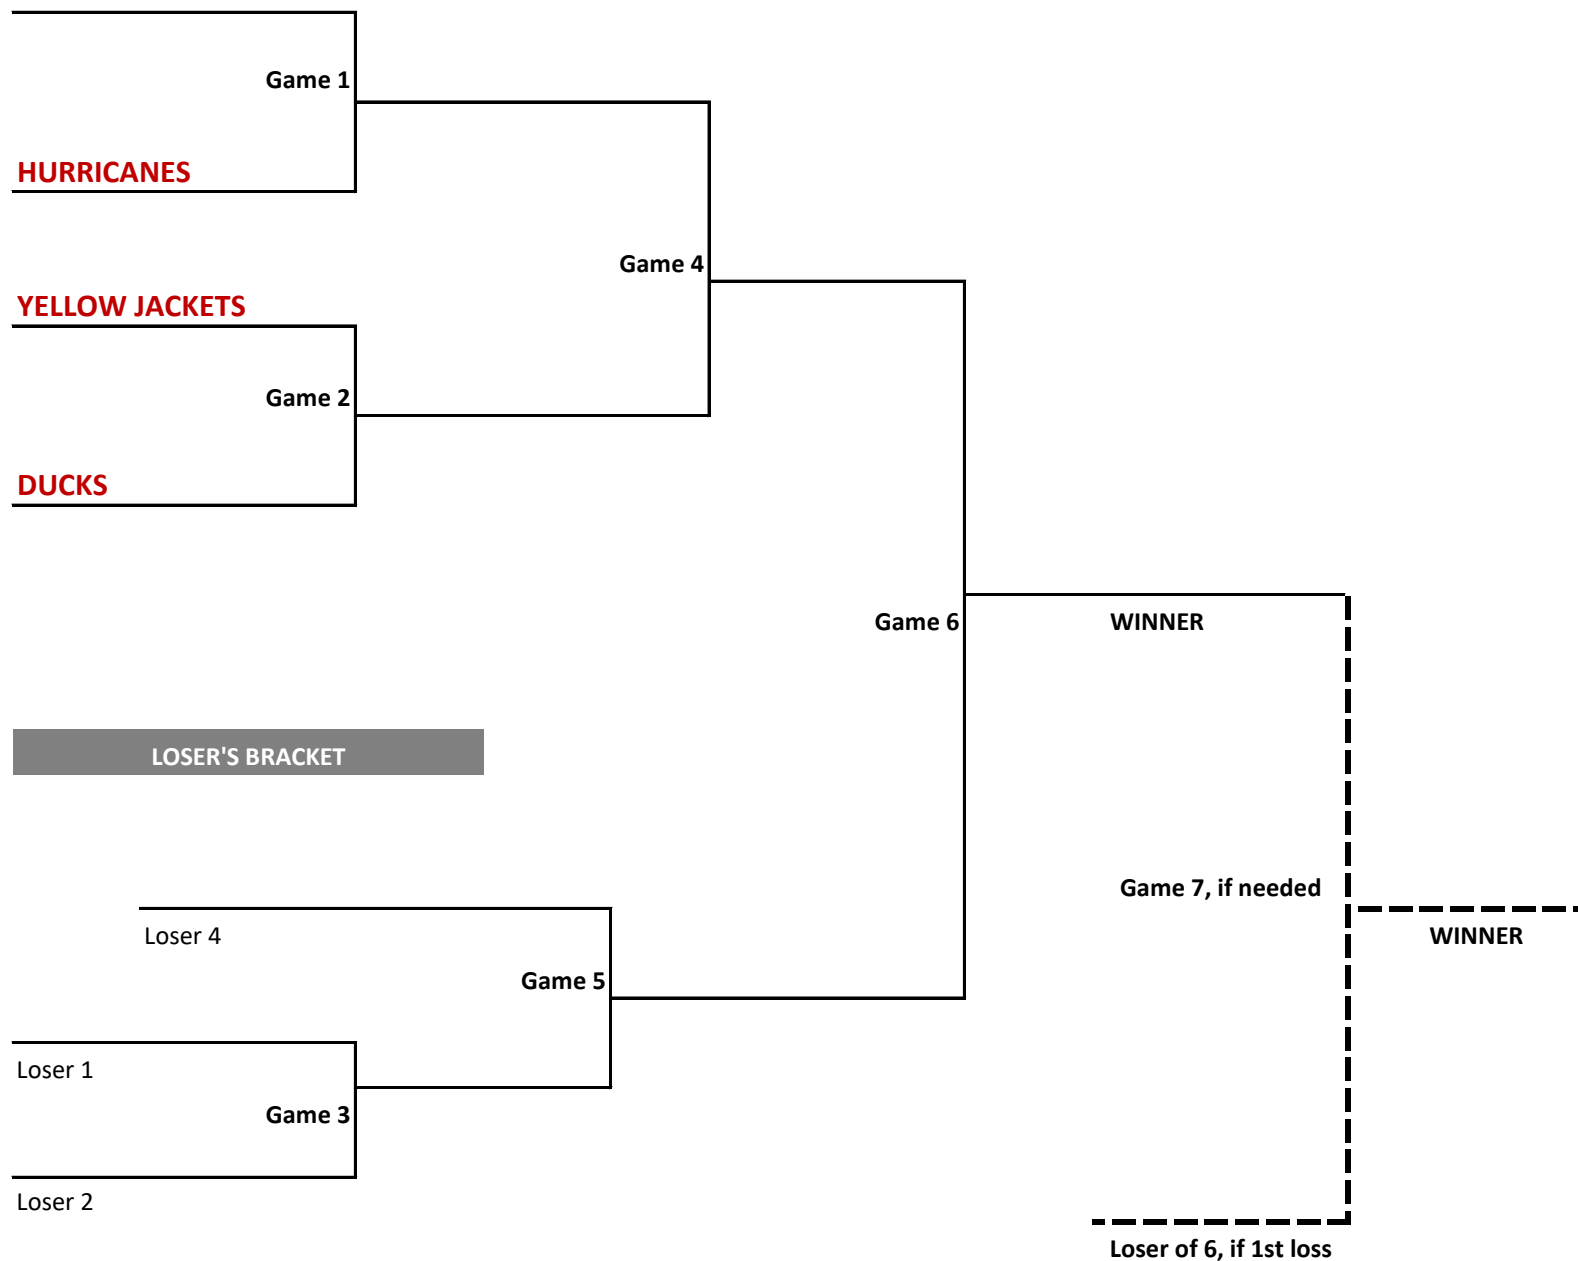 Game 1
HURRICANES
Game 4
YELLOW JACKETS
Game 2
DUCKS
Game 6
WINNER
LOSER'S BRACKET
Game 7, if needed
Loser 4
WINNER
Game 5
Loser 1
Game 3
Loser 2
Loser of 6, if 1st loss